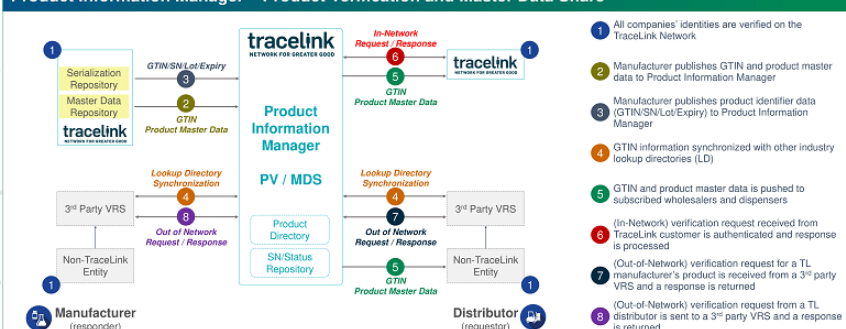 Product Information Manager – Product Verification and Master Data Share
tracelink
NETWORK FOR GREATER GOOD
Product
Information
Manager
PV / MDS
Product
Directory
SN/Status
Repository
1
Serialization
Repository
Master Data
Repository
tracelink
NETWORK FOR GREATER GOOD
GTIN/SN/Lot/Expiry
3
2
GTIN
Product Master Data
In-Network
Request / Response
6
5
GTIN
Product Master Data
1
tracelink
NETWORK FOR GREATER GOOD
Lookup Directory
Synchronization
4
8
Out of Network
Request / Response
3rd Party VRS
Non-TraceLink
Entity
1
Lookup Directory
Synchronization
4
7
Out of Network
Request / Response
5
GTIN
Product Master Data
3rd Party VRS
Non-TraceLink
Entity
1
Manufacturer
(responder)
Distributor
(requestor)
1 All companies' identities are verified on the
TraceLink Network
2 Manufacturer publishes GTIN and product master
data to Product Information Manager
3 Manufacturer publishes product identifier data
(GTIN/SN/Lot/Expiry) to Product Information
Manager
4 GTIN information synchronized with other industry
lookup directories (LD)
5 GTIN and product master data is pushed to
subscribed wholesalers and dispensers
6 (In-Network) verification request received from
TraceLink customer is authenticated and response
is processed
7 (Out-of-Network) verification request for a TL
manufacturer's product is received from a 3rd party
VRS and a response is returned
8 (Out-of-Network) verification request from a TL
distributor is sent to a 3rd party VRS and a response
is returned